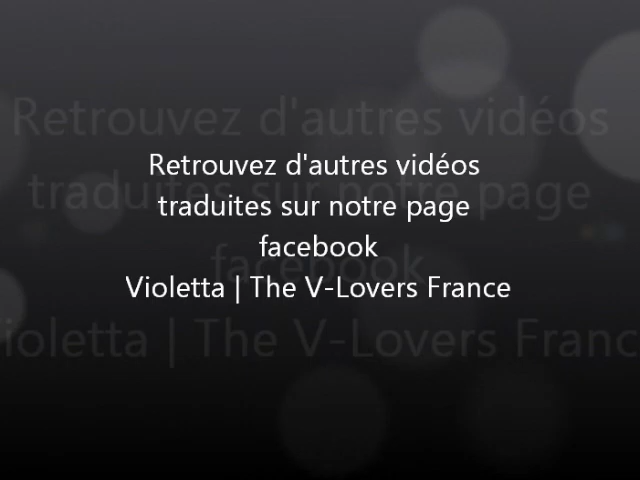 Retrouvez d'autres vidéos
traduites sur notre page
facebook
Violetta | The V-Lovers France